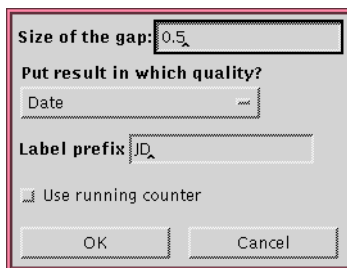 Size of the gap: 0.5
Put result in which quality?
Date
Label prefix JD
Use running counter
OK Cancel